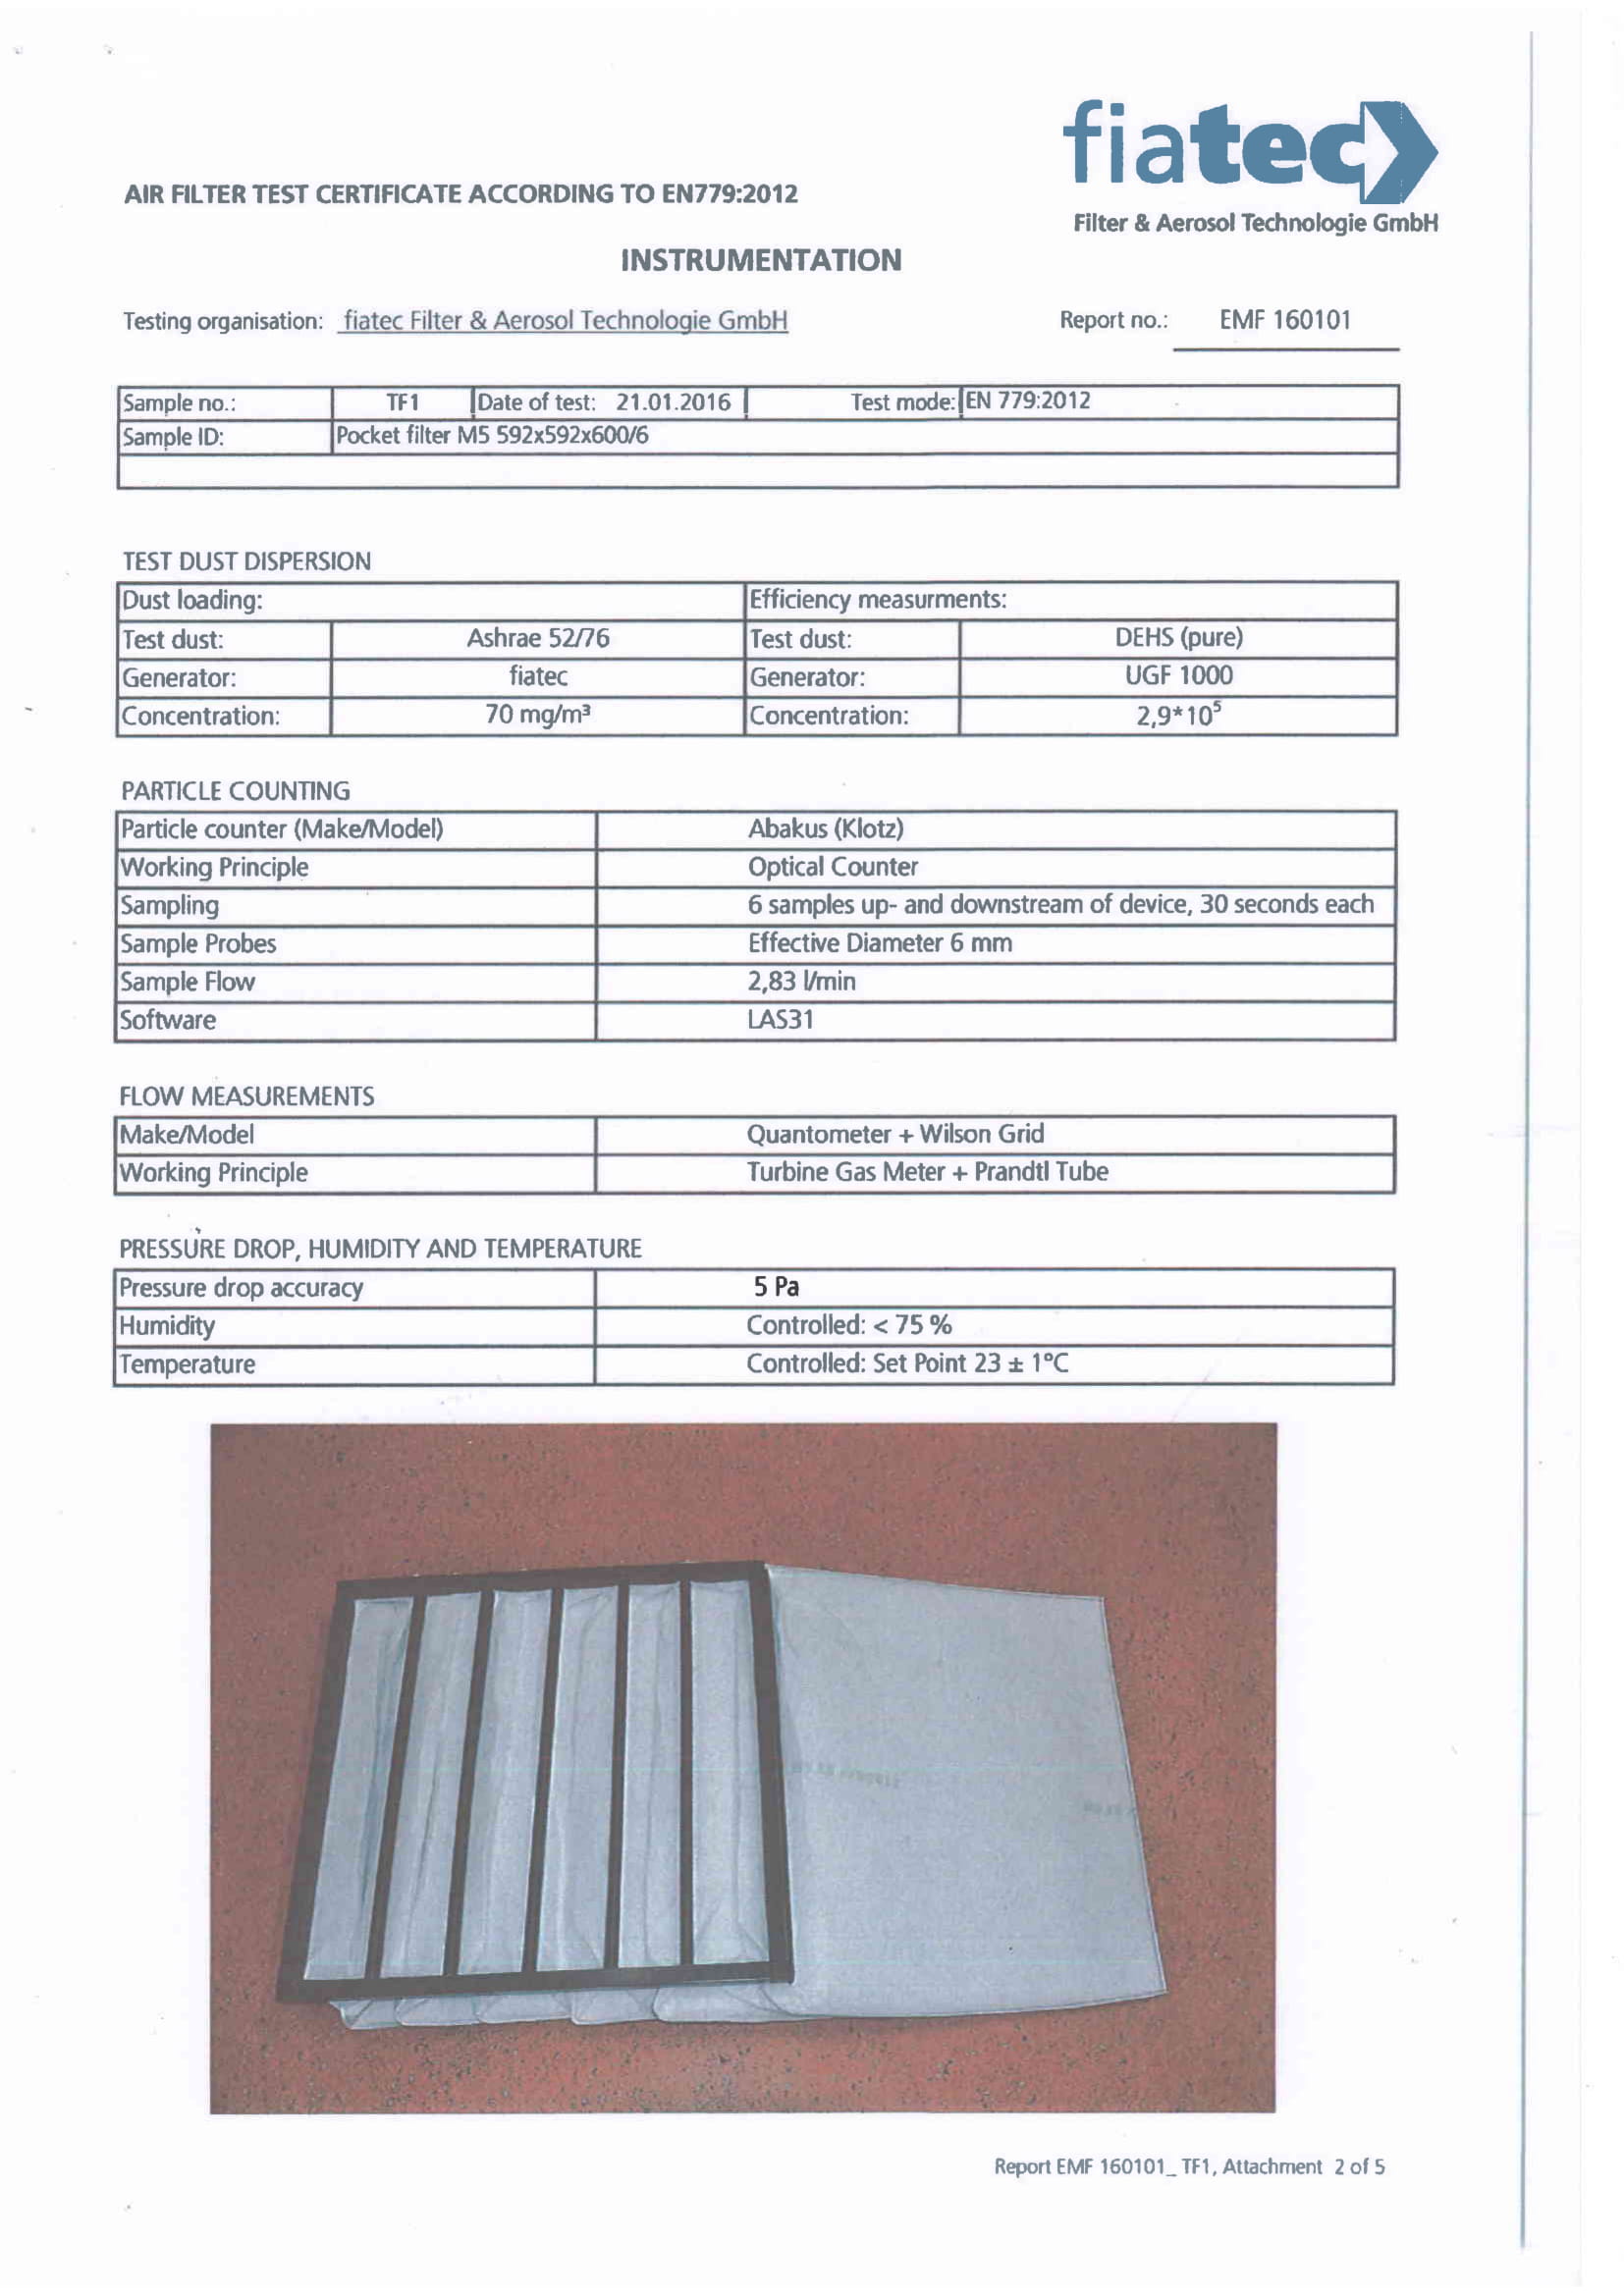 fiatec
Filter & Aerosol Technologie GmbH
AIR FILTER TEST CERTIFICATE ACCORDING TO EN779:2012
INSTRUMENTATION
Testing organisation: fiatec Filter & Aerosol Technologie GmbH Report no.: EMF 160101
Sample no.: TF1 Date of test: 21.01.2016 Test mode: EN 779:2012
Sample ID: Pocket filter M5 592x592x600/6
TEST DUST DISPERSION
Dust loading: Efficiency measurments:
Test dust: Ashrae 52/76 Test dust: DEHS (pure)
Generator: fiatec Generator: UGF 1000
Concentration: 70 mg/m³ Concentration: 2,9*10⁵
PARTICLE COUNTING
Particle counter (Make/Model) Abakus (Klotz)
Working Principle Optical Counter
Sampling 6 samples up- and downstream of device, 30 seconds each
Sample Probes Effective Diameter 6 mm
Sample Flow 2,83 l/min
Software LAS31
FLOW MEASUREMENTS
Make/Model Quantometer + Wilson Grid
Working Principle Turbine Gas Meter + Prandtl Tube
PRESSURE DROP, HUMIDITY AND TEMPERATURE
Pressure drop accuracy 5 Pa
Humidity Controlled: < 75 %
Temperature Controlled: Set Point 23 ± 1°C
Report EMF 160101_ TF1, Attachment 2 of 5